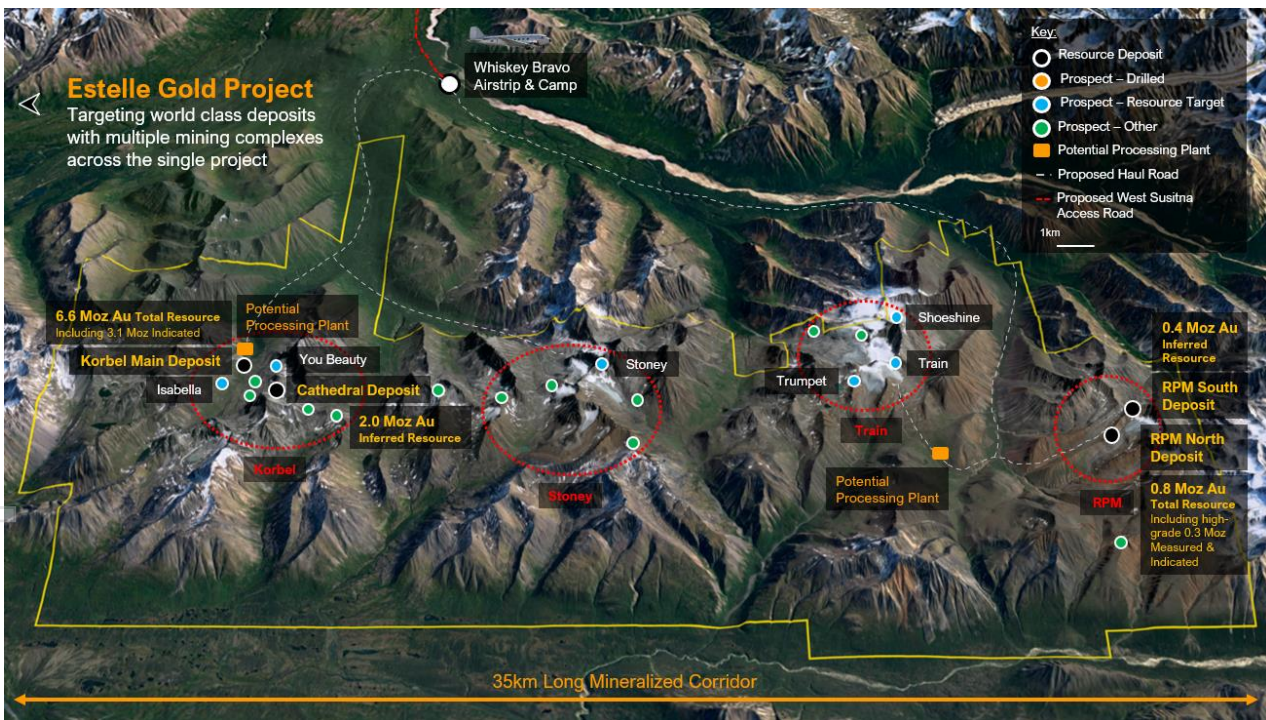 Estelle Gold Project
Targeting world class deposits
with multiple mining complexes
across the single project
Whiskey Bravo
Airstrip & Camp
Key:
Resource Deposit
Prospect – Drilled
Prospect – Resource Target
Prospect – Other
Potential Processing Plant
Proposed Haul Road
Proposed West Susitna
Access Road
1km
6.6 Moz Au Total Resource
Including 3.1 Moz Indicated
Potential
Processing Plant
Korbel Main Deposit
You Beauty
Isabella
Cathedral Deposit
2.0 Moz Au
Inferred Resource
Korbel
Stoney
Stoney
Shoeshine
Train
Trumpet
Train
Potential
Processing Plant
0.4 Moz Au
Inferred
Resource
RPM South
Deposit
RPM North
Deposit
RPM
0.8 Moz Au
Total Resource
Including high-
grade 0.3 Moz
Measured &
Indicated
35km Long Mineralized Corridor